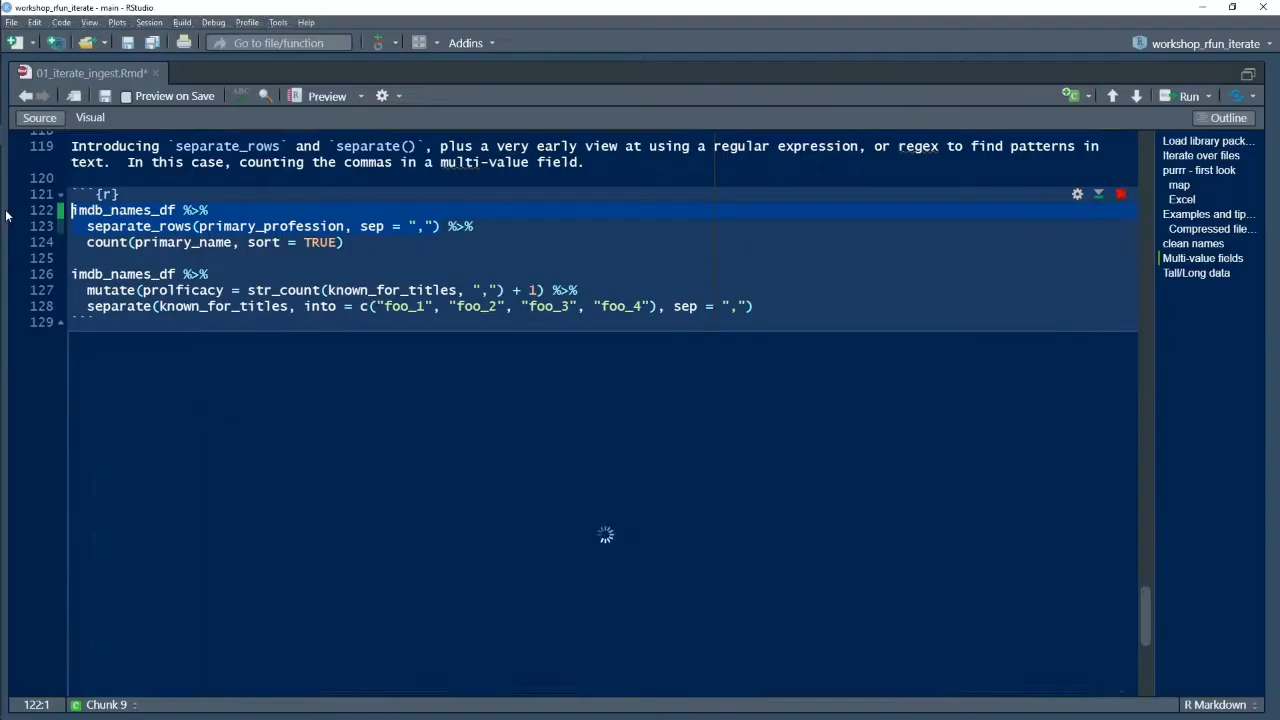 workshop_rfun_iterate - main - RStudio
File Edit Code View Plots Session Build Debug Profile Tools Help
Go to file/function Addins workshop_rfun_iterate
01_iterate_ingest.Rmd*
Preview on Save ABC Preview Run
Source Visual Outline
118
119 Introducing `separate_rows` and `separate()`, plus a very early view at using a regular expression, or regex to find patterns in
text. In this case, counting the commas in a multi-value field.
120
121 ```{r}
122 imdb_names_df %>%
123 separate_rows(primary_profession, sep = ",") %>%
124 count(primary_name, sort = TRUE)
125
126 imdb_names_df %>%
127 mutate(prolficacy = str_count(known_for_titles, ",") + 1) %>%
128 separate(known_for_titles, into = c("foo_1", "foo_2", "foo_3", "foo_4"), sep = ",")
129 ```
Load library pack...
Iterate over files
purrr - first look
map
Excel
Examples and tip...
Compressed file...
clean names
Multi-value fields
Tall/Long data
122:1 Chunk 9 R Markdown